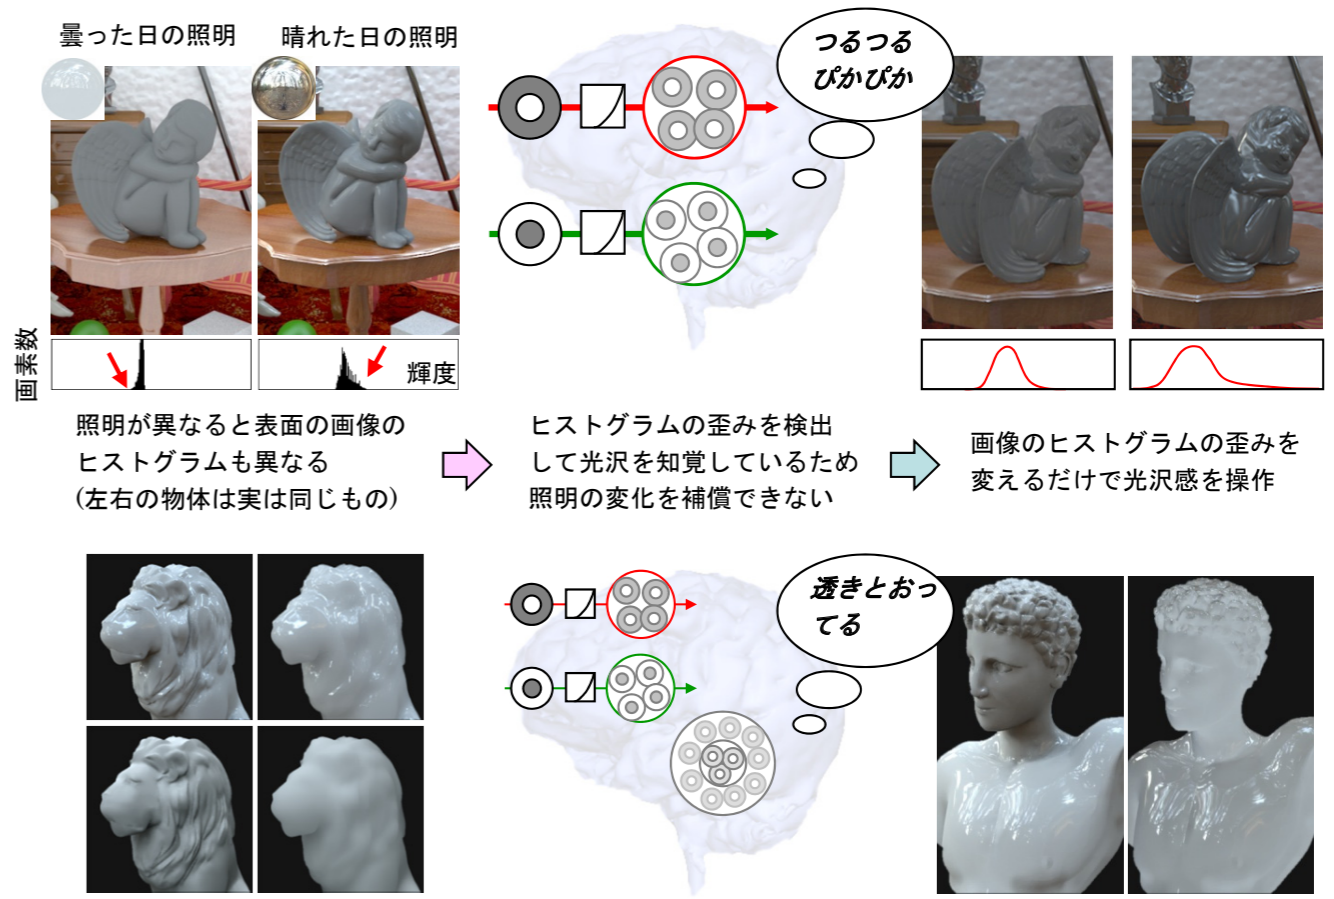 曇った日の照明
晴れた日の照明
つるつる
ぴかぴか
画素数
輝度
照明が異なると表面の画像の
ヒストグラムも異なる
(左右の物体は実は同じもの)
ヒストグラムの歪みを検出
して光沢を知覚しているため
照明の変化を補償できない
画像のヒストグラムの歪みを
変えるだけで光沢感を操作
透きとおっ
てる